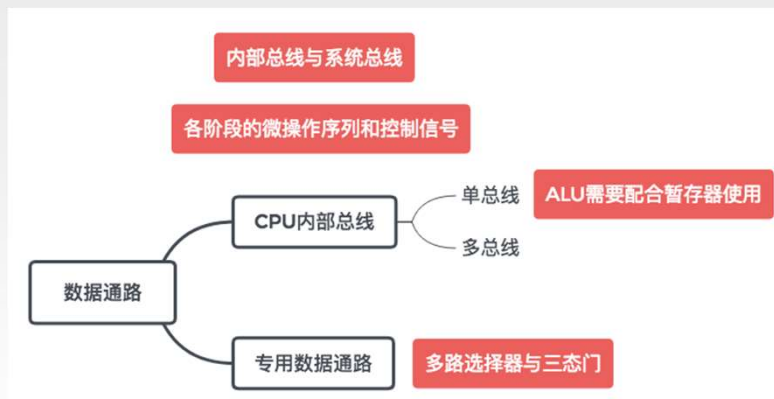 内部总线与系统总线
各阶段的微操作序列和控制信号
单总线
ALU需要配合暂存器使用
CPU内部总线
多总线
数据通路
专用数据通路
多路选择器与三态门